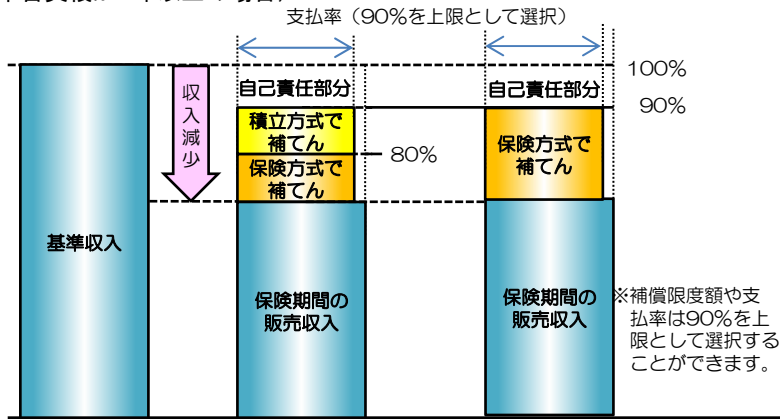 支払率（90%を上限として選択）
100%
90%
80%
収
入
減
少
自己責任部分
積立方式で
補てん
保険方式で
補てん
自己責任部分
保険方式で
補てん
基準収入
保険期間の
販売収入
保険期間の
販売収入
※補償限度額や支
払率は90%を上
限として選択する
ことができます。